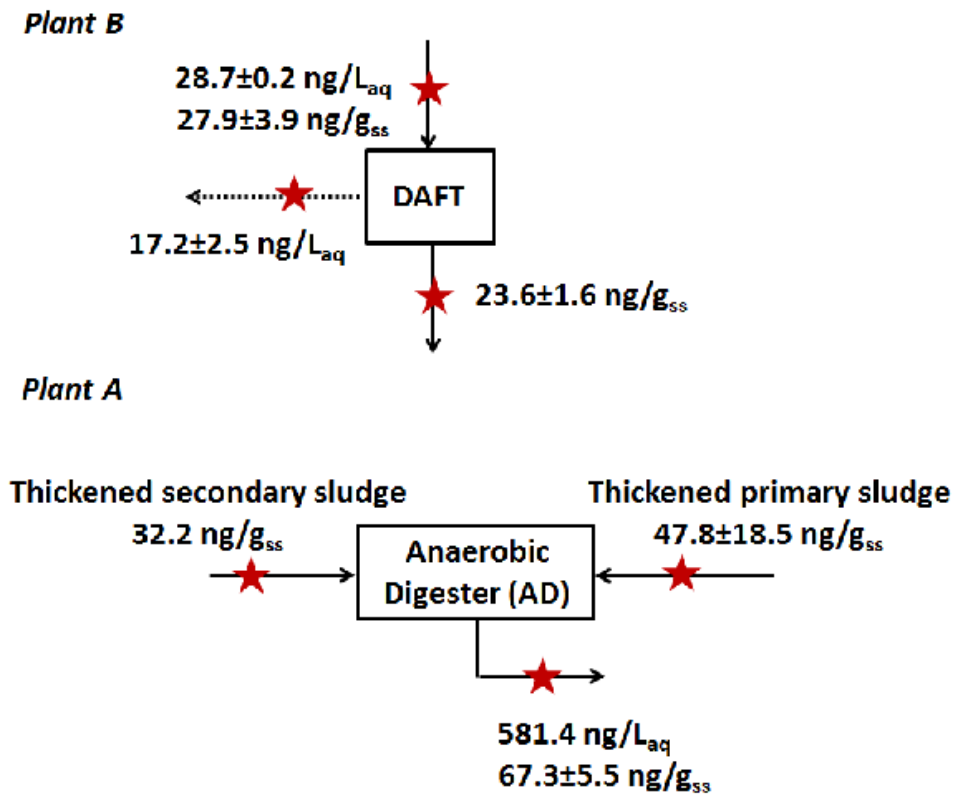 Plant B
28.7±0.2 ng/Laq
27.9±3.9 ng/gss
DAFT
17.2±2.5 ng/Laq
23.6±1.6 ng/gss
Plant A
Thickened secondary sludge
32.2 ng/gss
Thickened primary sludge
47.8±18.5 ng/gss
Anaerobic
Digester (AD)
581.4 ng/Laq
67.3±5.5 ng/gss